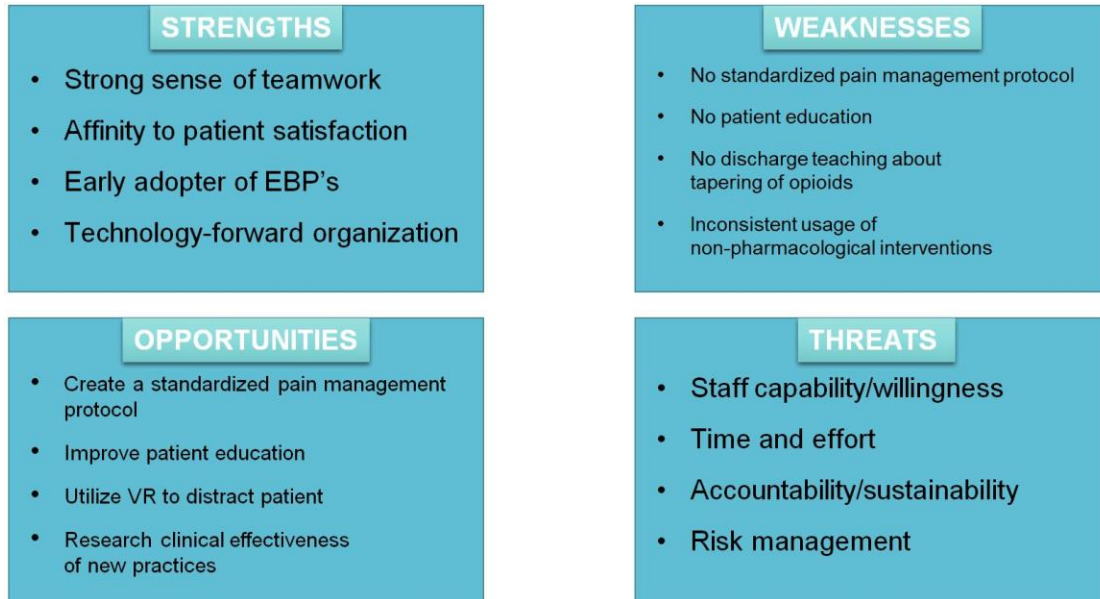 STRENGTHS
• Strong sense of teamwork
• Affinity to patient satisfaction
• Early adopter of EBP's
• Technology-forward organization
WEAKNESSES
• No standardized pain management protocol
• No patient education
• No discharge teaching about
tapering of opioids
• Inconsistent usage of
non-pharmacological interventions
OPPORTUNITIES
• Create a standardized pain management
protocol
• Improve patient education
• Utilize VR to distract patient
• Research clinical effectiveness
of new practices
THREATS
• Staff capability/willingness
• Time and effort
• Accountability/sustainability
• Risk management